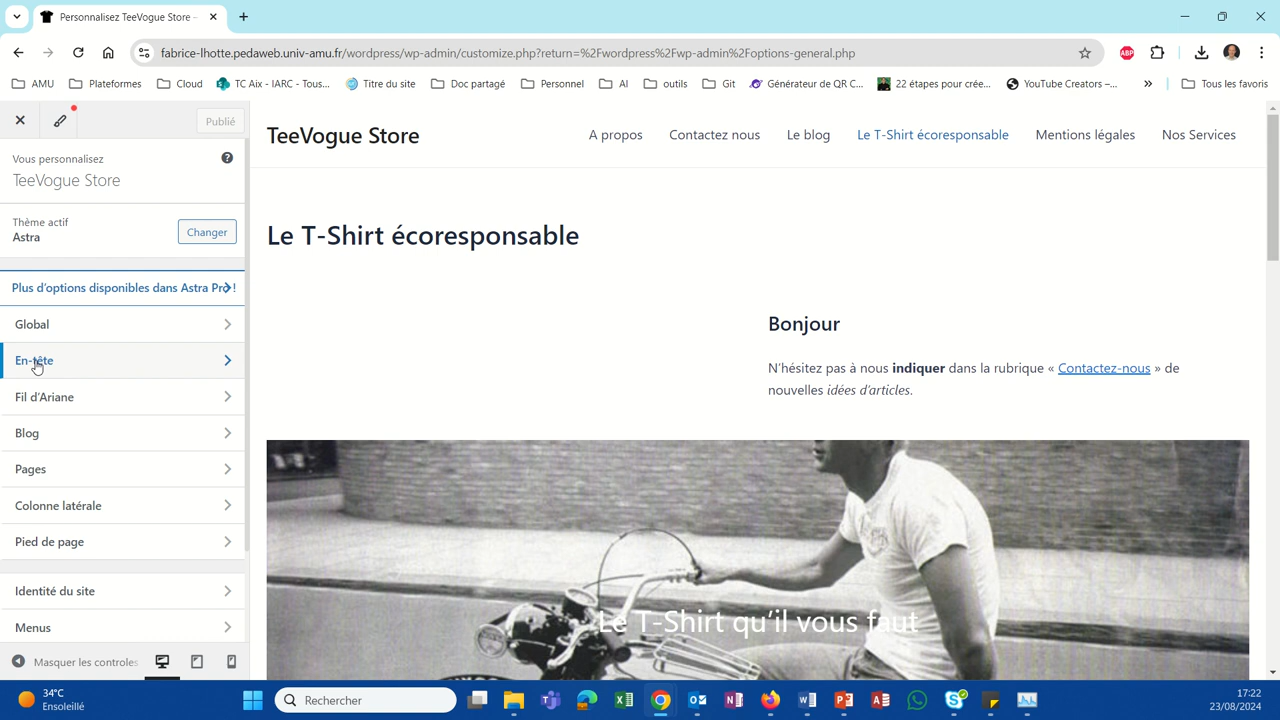 Personnalisez TeeVogue Store –
fabrice-lhotte.pedaweb.univ-amu.fr/wordpress/wp-admin/customize.php?return=%2Fwordpress%2Fwp-admin%2Foptions-general.php
ABP
AMU
Plateformes
Cloud
TC Aix - IARC - Tous...
Titre du site
Doc partagé
Personnel
AI
outils
Git
Générateur de QR C...
22 étapes pour crée...
YouTube Creators –...
»
Tous les favoris
Publié
Vous personnalisez
TeeVogue Store
Thème actif
Astra
Changer
Plus d'options disponibles dans Astra Pro !
Global
En-tête
Fil d'Ariane
Blog
Pages
Colonne latérale
Pied de page
Identité du site
Menus
Masquer les controles
TeeVogue Store
A propos
Contactez nous
Le blog
Le T-Shirt écoresponsable
Mentions légales
Nos Services
Le T-Shirt écoresponsable
Bonjour
N'hésitez pas à nous indiquer dans la rubrique « Contactez-nous » de
nouvelles idées d'articles.
Le T-Shirt qu'il vous faut
34°C
Ensoleillé
Rechercher
17:22
23/08/2024